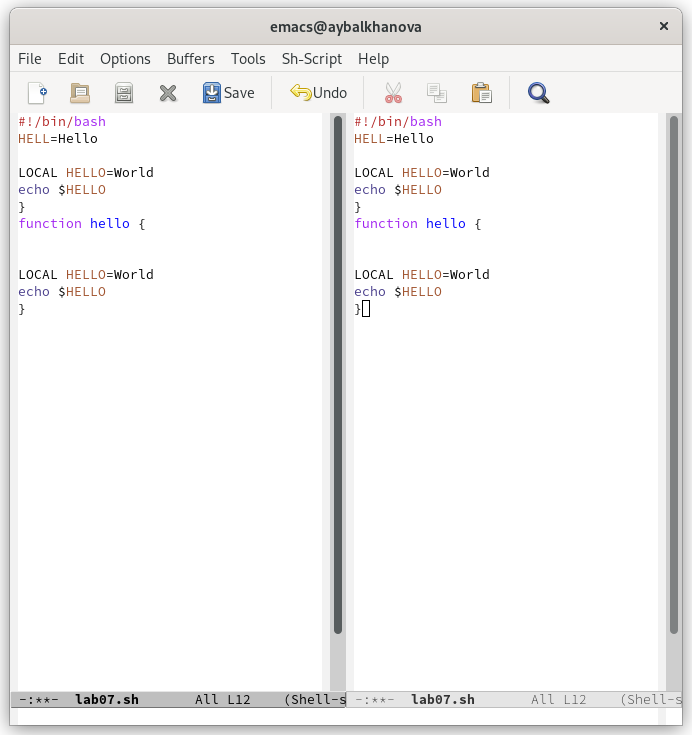 emacs@aybalkhanova
File Edit Options Buffers Tools Sh-Script Help
Save Undo
#!/bin/bash
HELL=Hello
LOCAL HELLO=World
echo $HELLO
}
function hello {
LOCAL HELLO=World
echo $HELLO
}
-:**- lab07.sh All L12 (Shell-s
#!/bin/bash
HELL=Hello
LOCAL HELLO=World
echo $HELLO
}
function hello {
LOCAL HELLO=World
echo $HELLO
}
-:**- lab07.sh All L12 (Shell-s